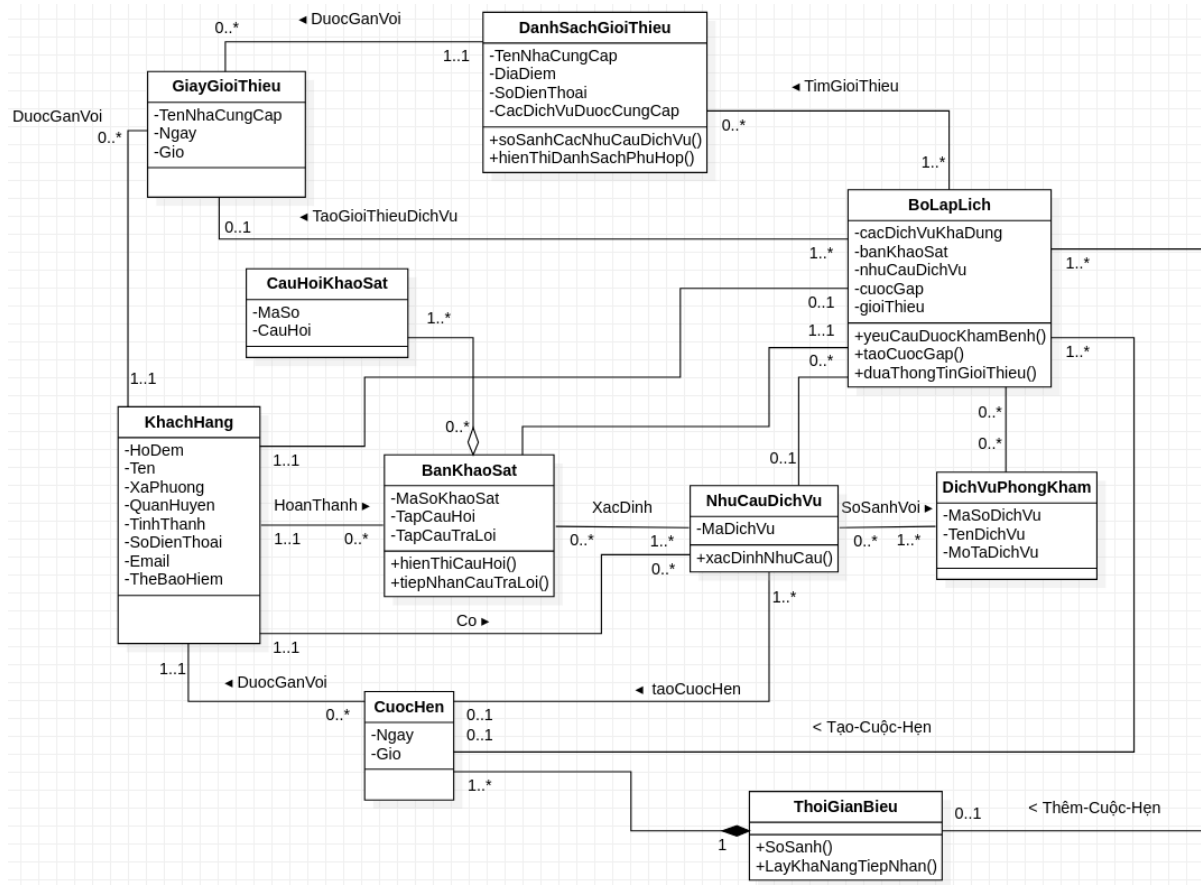 ◄ DuocGanVoi
0..*
1..1
DanhSachGioiThieu
-TenNhaCungCap
-DiaDiem
-SoDienThoai
-CacDichVuDuocCungCap
+soSanhCacNhuCauDichVu()
+hienThiDanhSachPhuHop()
GiayGioiThieu
-TenNhaCungCap
-Ngay
-Gio
DuocGanVoi
0..*
◄ TimGioiThieu
0..*
1..*
◄ TaoGioiThieuDichVu
0..1
1..*
BoLapLich
-cacDichVuKhaDung
-banKhaoSat
-nhuCauDichVu
-cuocGap
-gioiThieu
+yeuCauDuocKhamBenh()
+taoCuocGap()
+duaThongTinGioiThieu()
1..*
0..1
1..1
0..*
1..*
CauHoiKhaoSat
-MaSo
-CauHoi
1..*
0..*
1..1
KhachHang
-HoDem
-Ten
-XaPhuong
-QuanHuyen
-TinhThanh
-SoDienThoai
-Email
-TheBaoHiem
1..1
HoanThanh ►
1..1
0..*
BanKhaoSat
-MaSoKhaoSat
-TapCauHoi
-TapCauTraLoi
+hienThiCauHoi()
+tiepNhanCauTraLoi()
XacDinh
0..*
1..*
0..*
0..1
NhuCauDichVu
-MaDichVu
+xacDinhNhuCau()
SoSanhVoi ►
0..*
1..*
0..*
0..*
DichVuPhongKham
-MaSoDichVu
-TenDichVu
-MoTaDichVu
1..*
Co ►
1..1
1..1
◄ DuocGanVoi
0..*
◄ taoCuocHen
0..1
0..1
< Tạo-Cuộc-Hẹn
CuocHen
-Ngay
-Gio
1..*
1
ThoiGianBieu
+SoSanh()
+LayKhaNangTiepNhan()
0..1
< Thêm-Cuộc-Hẹn